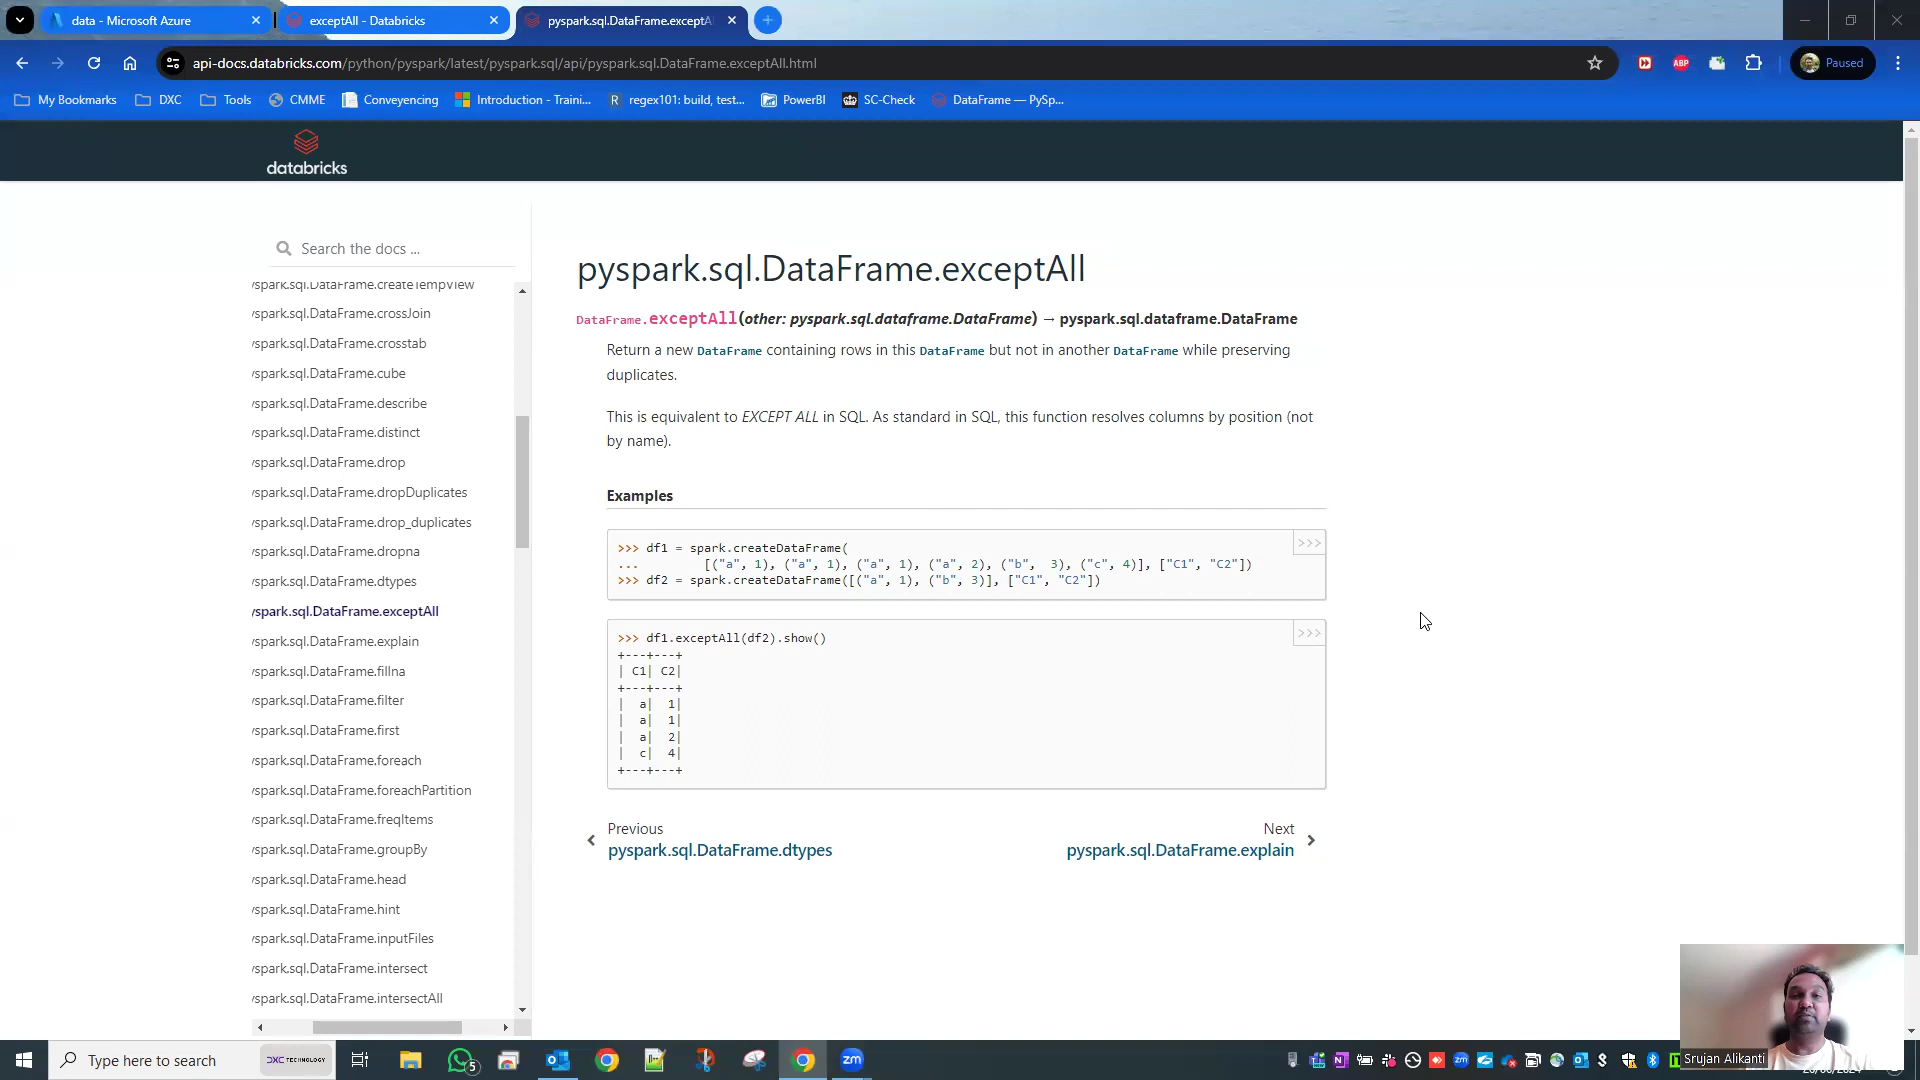 data - Microsoft Azure
exceptAll - Databricks
pyspark.sql.DataFrame.exceptA
api-docs.databricks.com/python/pyspark/latest/pyspark.sql/api/pyspark.sql.DataFrame.exceptAll.html
ABP
Paused
My Bookmarks
DXC
Tools
CMME
Conveyencing
Introduction - Traini...
R
regex101: build, test...
PowerBI
SC-Check
DataFrame — PySp...
databricks
Search the docs ...
yspark.sql.DataFrame.createTempView
yspark.sql.DataFrame.crossJoin
yspark.sql.DataFrame.crosstab
yspark.sql.DataFrame.cube
yspark.sql.DataFrame.describe
yspark.sql.DataFrame.distinct
yspark.sql.DataFrame.drop
yspark.sql.DataFrame.dropDuplicates
yspark.sql.DataFrame.drop_duplicates
yspark.sql.DataFrame.dropna
yspark.sql.DataFrame.dtypes
yspark.sql.DataFrame.exceptAll
yspark.sql.DataFrame.explain
yspark.sql.DataFrame.fillna
yspark.sql.DataFrame.filter
yspark.sql.DataFrame.first
yspark.sql.DataFrame.foreach
yspark.sql.DataFrame.foreachPartition
yspark.sql.DataFrame.freqItems
yspark.sql.DataFrame.groupBy
yspark.sql.DataFrame.head
yspark.sql.DataFrame.hint
yspark.sql.DataFrame.inputFiles
yspark.sql.DataFrame.intersect
yspark.sql.DataFrame.intersectAll
pyspark.sql.DataFrame.exceptAll
DataFrame.exceptAll(other: pyspark.sql.dataframe.DataFrame) → pyspark.sql.dataframe.DataFrame
Return a new DataFrame containing rows in this DataFrame but not in another DataFrame while preserving
duplicates.
This is equivalent to EXCEPT ALL in SQL. As standard in SQL, this function resolves columns by position (not
by name).
Examples
>>>
>>> df1 = spark.createDataFrame(
...         [("a", 1), ("a", 1), ("a", 1), ("a", 2), ("b",  3), ("c", 4)], ["C1", "C2"])
>>> df2 = spark.createDataFrame([("a", 1), ("b", 3)], ["C1", "C2"])
>>>
>>> df1.exceptAll(df2).show()
+---+---+
| C1| C2|
+---+---+
|  a|  1|
|  a|  1|
|  a|  2|
|  c|  4|
+---+---+
Previous
pyspark.sql.DataFrame.dtypes
Next
pyspark.sql.DataFrame.explain
Srujan Alikanti
Type here to search
DXC TECHNOLOGY
5
zm